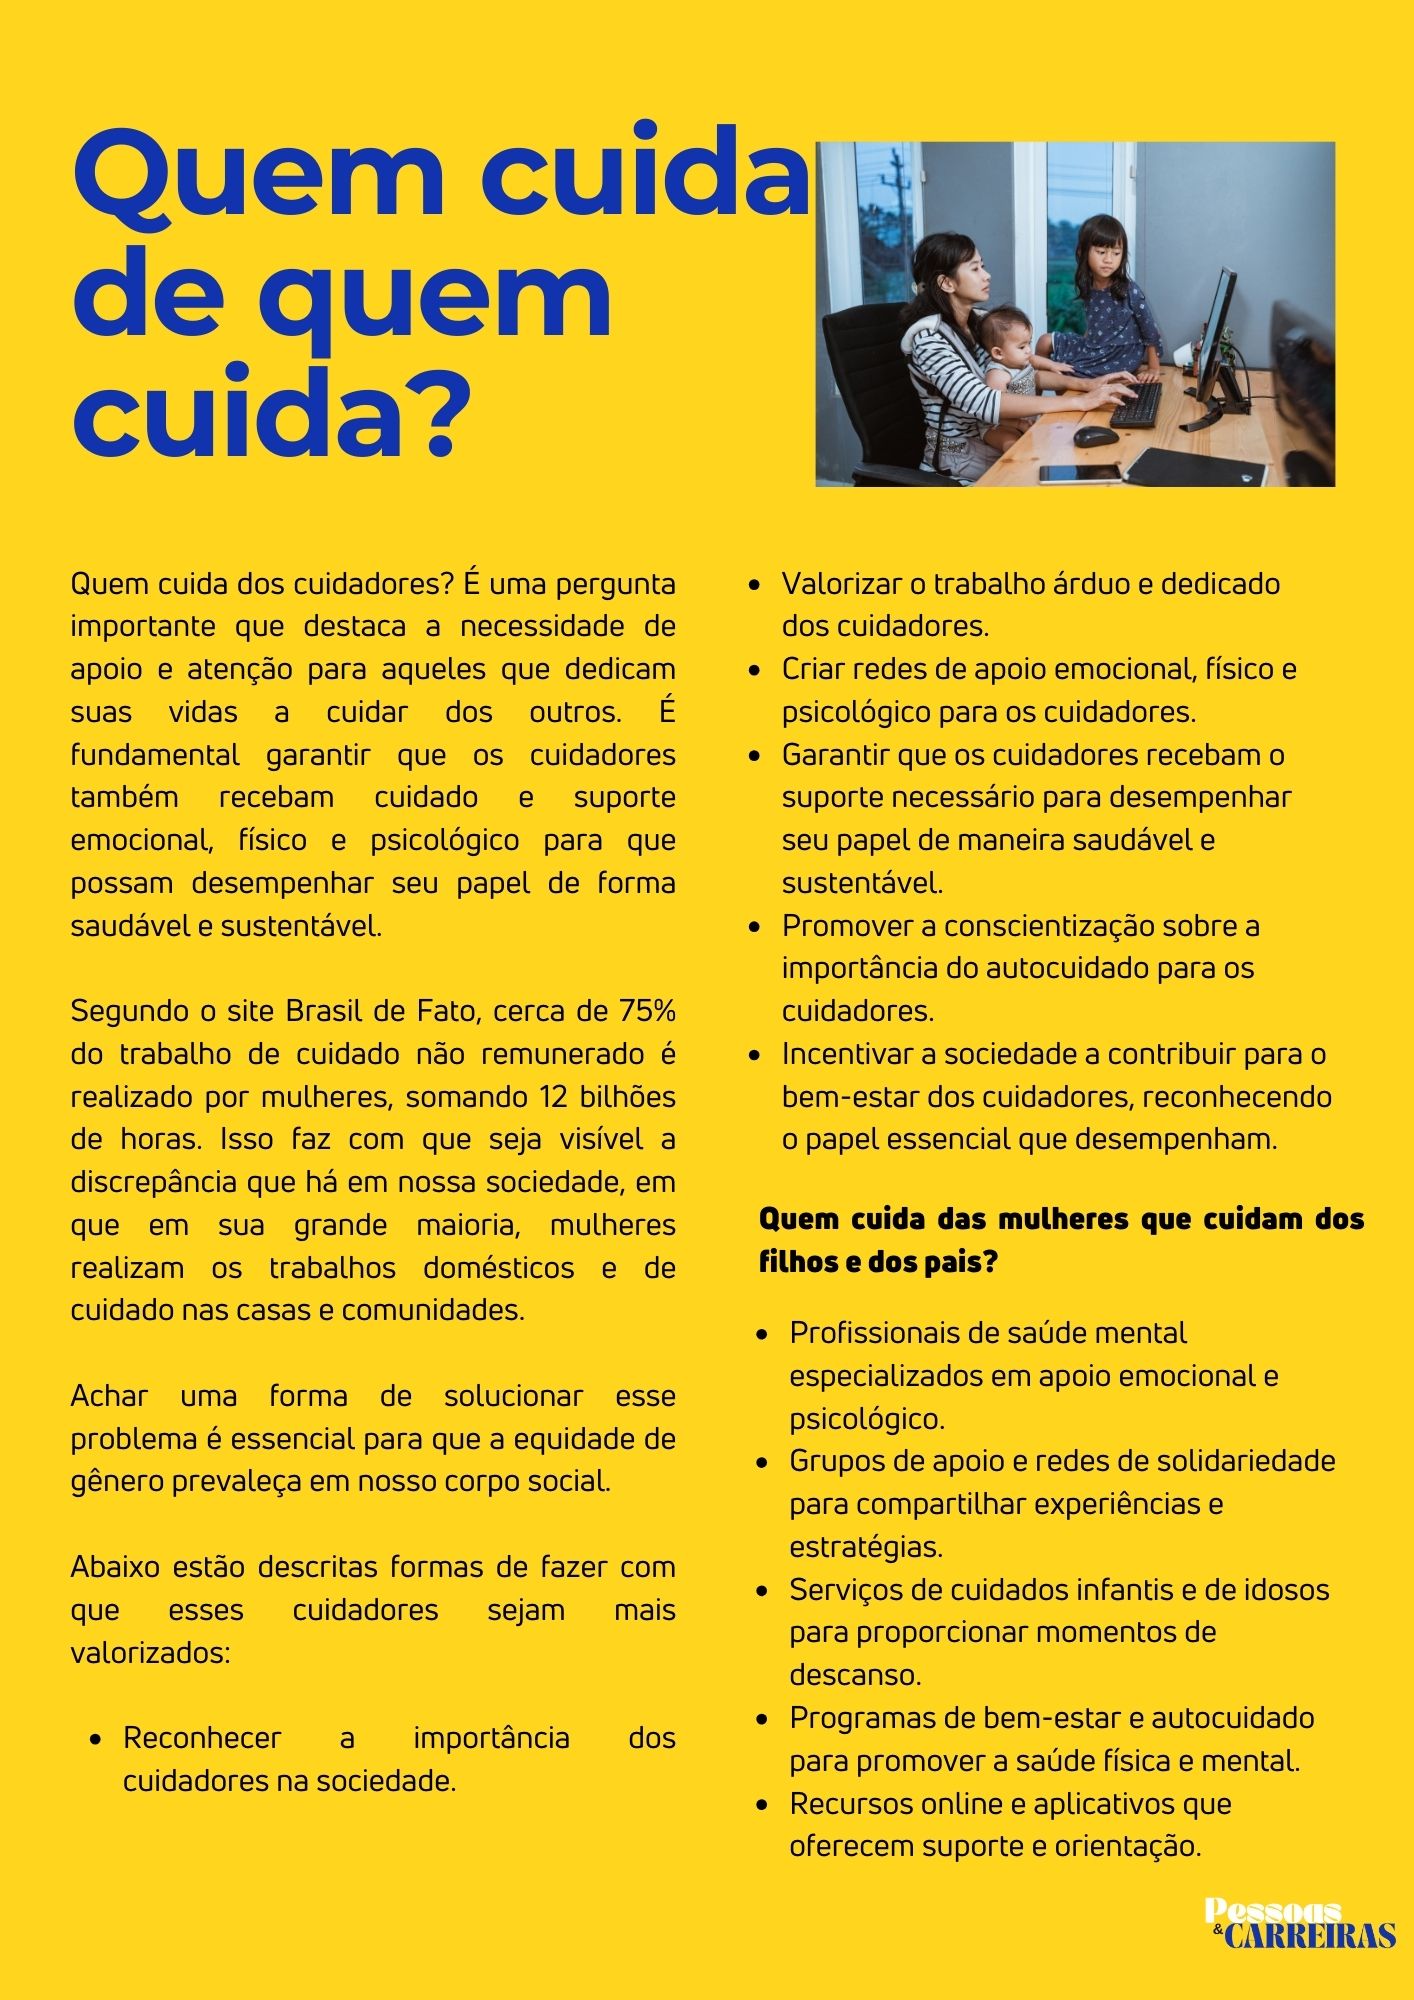 Quem cuida
de quem
cuida?
Quem cuida dos cuidadores? É uma pergunta
importante que destaca a necessidade de
apoio e atenção para aqueles que dedicam
suas vidas a cuidar dos outros. É
fundamental garantir que os cuidadores
também recebam cuidado e suporte
emocional, físico e psicológico para que
possam desempenhar seu papel de forma
saudável e sustentável.
Segundo o site Brasil de Fato, cerca de 75%
do trabalho de cuidado não remunerado é
realizado por mulheres, somando 12 bilhões
de horas. Isso faz com que seja visível a
discrepância que há em nossa sociedade, em
que em sua grande maioria, mulheres
realizam os trabalhos domésticos e de
cuidado nas casas e comunidades.
Achar uma forma de solucionar esse
problema é essencial para que a equidade de
gênero prevaleça em nosso corpo social.
Abaixo estão descritas formas de fazer com
que esses cuidadores sejam mais
valorizados:
• Reconhecer a importância dos
cuidadores na sociedade.
• Valorizar o trabalho árduo e dedicado
dos cuidadores.
• Criar redes de apoio emocional, físico e
psicológico para os cuidadores.
• Garantir que os cuidadores recebam o
suporte necessário para desempenhar
seu papel de maneira saudável e
sustentável.
• Promover a conscientização sobre a
importância do autocuidado para os
cuidadores.
• Incentivar a sociedade a contribuir para o
bem-estar dos cuidadores, reconhecendo
o papel essencial que desempenham.
Quem cuida das mulheres que cuidam dos
filhos e dos pais?
• Profissionais de saúde mental
especializados em apoio emocional e
psicológico.
• Grupos de apoio e redes de solidariedade
para compartilhar experiências e
estratégias.
• Serviços de cuidados infantis e de idosos
para proporcionar momentos de
descanso.
• Programas de bem-estar e autocuidado
para promover a saúde física e mental.
• Recursos online e aplicativos que
oferecem suporte e orientação.
Pessoas
&CARREIRAS